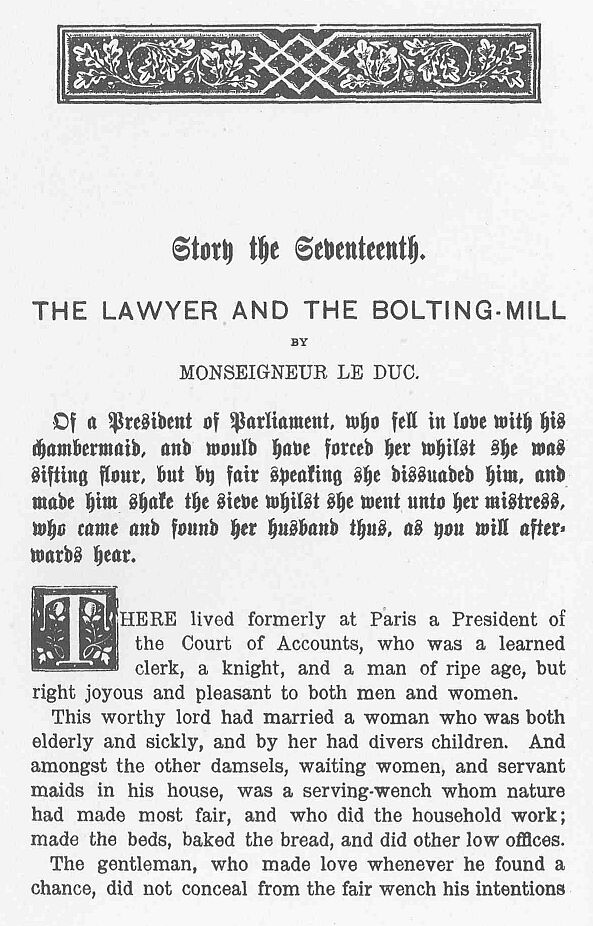 Story the Seventeenth.
THE LAWYER AND THE BOLTING-MILL
BY
MONSEIGNEUR LE DUC.
Of a President of Parliament, who fell in love with his
chambermaid, and would have forced her whilst she was
sifting flour, but by fair speaking she dissuaded him, and
made him shake the sieve whilst she went unto her mistress,
who came and found her husband thus, as you will after-
wards hear.
THERE lived formerly at Paris a President of
the Court of Accounts, who was a learned
clerk, a knight, and a man of ripe age, but
right joyous and pleasant to both men and women.
This worthy lord had married a woman who was both
elderly and sickly, and by her had divers children. And
amongst the other damsels, waiting women, and servant
maids in his house, was a serving-wench whom nature
had made most fair, and who did the household work;
made the beds, baked the bread, and did other low offices.
The gentleman, who made love whenever he found a
chance, did not conceal from the fair wench his intentions